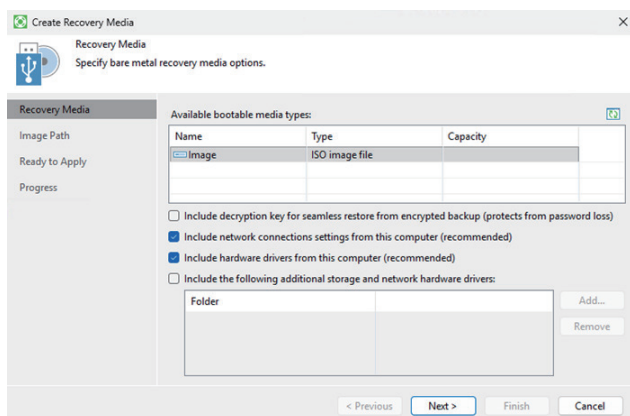 Create Recovery Media
Recovery Media
Specify bare metal recovery media options.
Recovery Media
Image Path
Ready to Apply
Progress
Available bootable media types:
Name Type Capacity
Image ISO image file
Include decryption key for seamless restore from encrypted backup (protects from password loss)
Include network connections settings from this computer (recommended)
Include hardware drivers from this computer (recommended)
Include the following additional storage and network hardware drivers:
Folder
Add...
Remove
< Previous Next > Finish Cancel